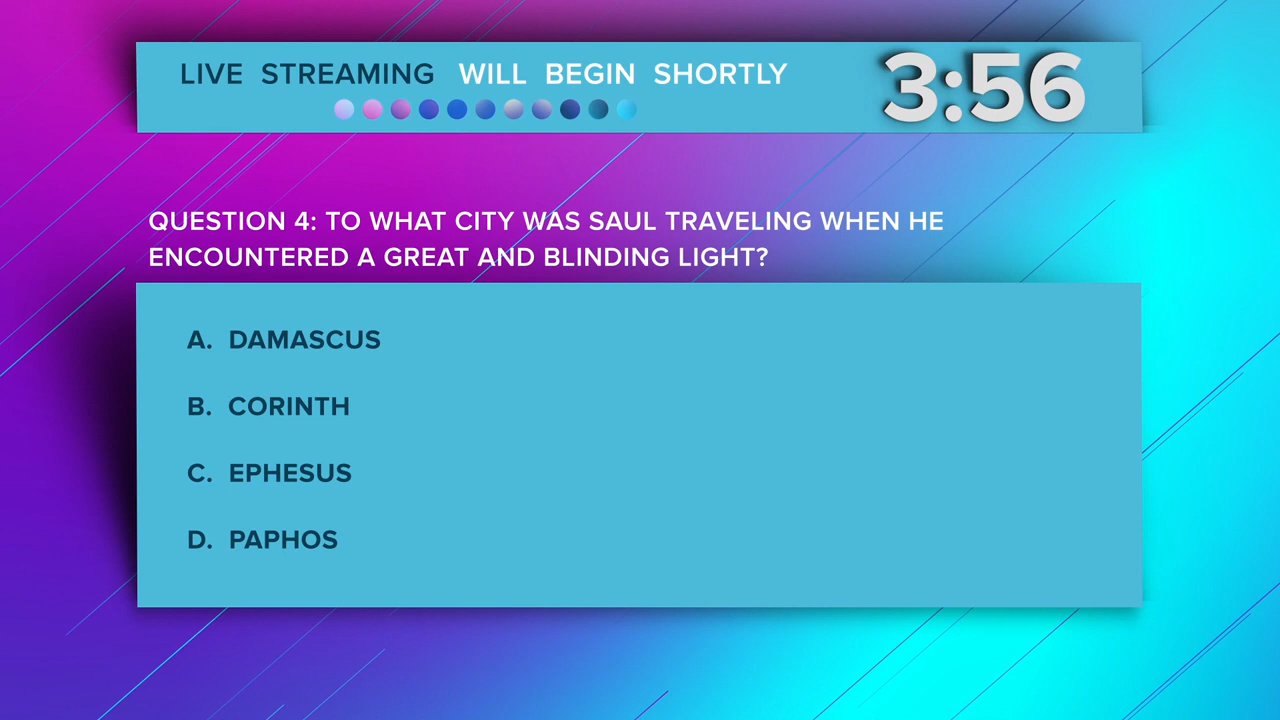 LIVE STREAMING WILL BEGIN SHORTLY
3:56
QUESTION 4: TO WHAT CITY WAS SAUL TRAVELING WHEN HE
ENCOUNTERED A GREAT AND BLINDING LIGHT?
A. DAMASCUS
B. CORINTH
C. EPHESUS
D. PAPHOS